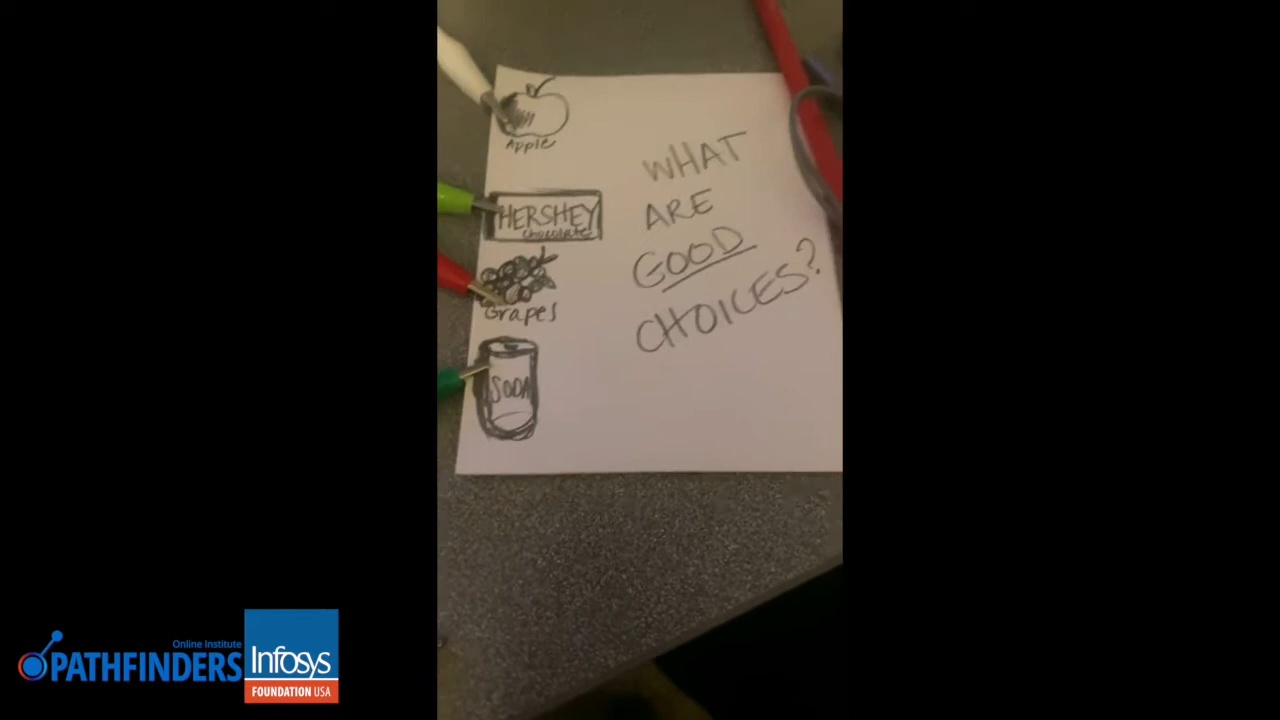 Apple
HERSHEY
chocolate
Grapes
SODA
WHAT
ARE
GOOD
CHOICES?
Online Institute
PATHFINDERS
Infosys
FOUNDATION USA